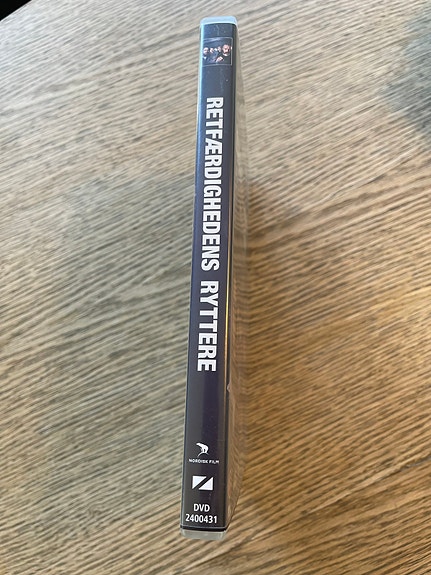 RETFÆRDIGHEDENS RYTTERE
NORDISK FILM
DVD
2400431